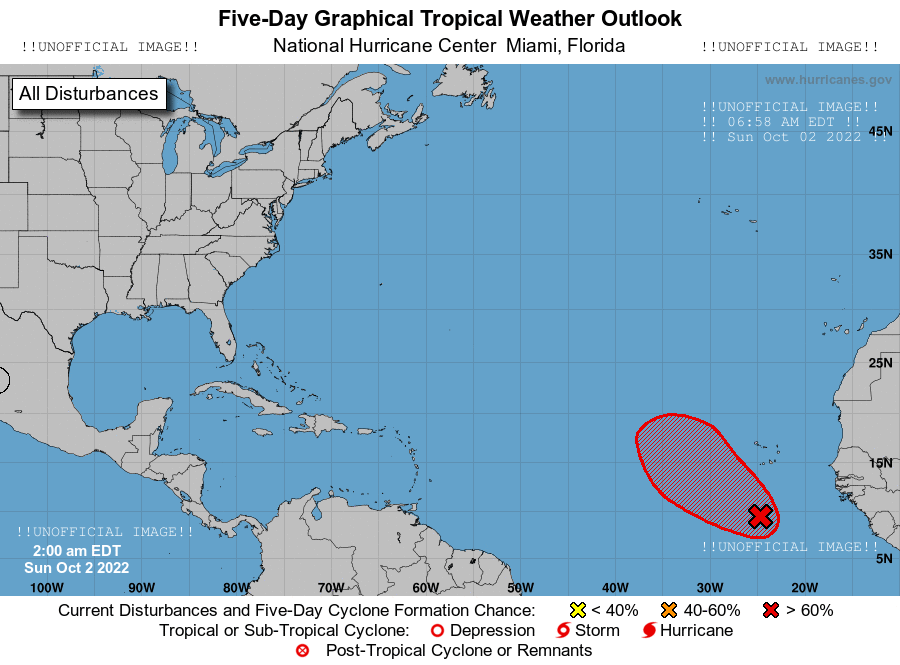 Five-Day Graphical Tropical Weather Outlook
!!UNOFFICIAL IMAGE!! National Hurricane Center Miami, Florida !!UNOFFICIAL IMAGE!!
www.hurricanes.gov
All Disturbances
!!UNOFFICIAL IMAGE!!
!! 06:58 AM EDT !!
!! Sun Oct 02 2022 !!
45N
35N
25N
15N
!!UNOFFICIAL IMAGE!!
2:00 am EDT
!!UNOFFICIAL IMAGE!!
5N
Sun Oct 2 2022
100W 90W 80W 70W 60W 50W 40W 30W 20W
Current Disturbances and Five-Day Cyclone Formation Chance: < 40% 40-60% > 60%
Tropical or Sub-Tropical Cyclone: Depression Storm Hurricane
Post-Tropical Cyclone or Remnants